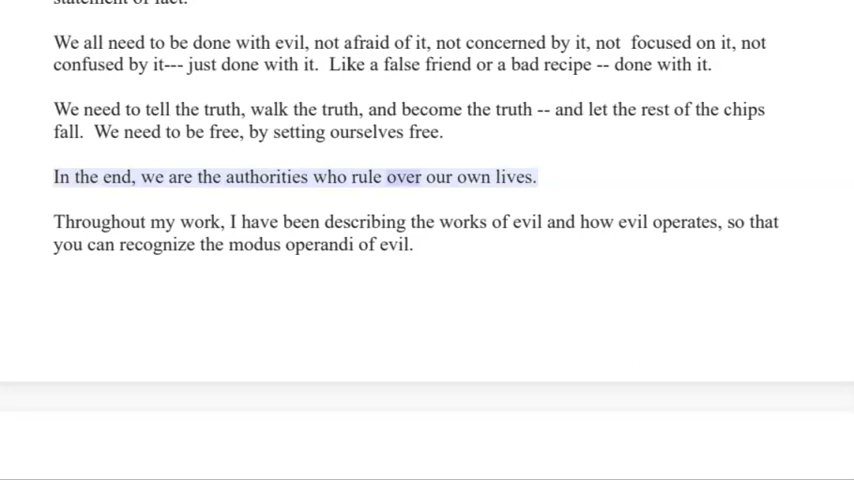 We all need to be done with evil, not afraid of it, not concerned by it, not  focused on it, not
confused by it--- just done with it.  Like a false friend or a bad recipe -- done with it.
We need to tell the truth, walk the truth, and become the truth -- and let the rest of the chips
fall.  We need to be free, by setting ourselves free.
In the end, we are the authorities who rule over our own lives.
Throughout my work, I have been describing the works of evil and how evil operates, so that
you can recognize the modus operandi of evil.